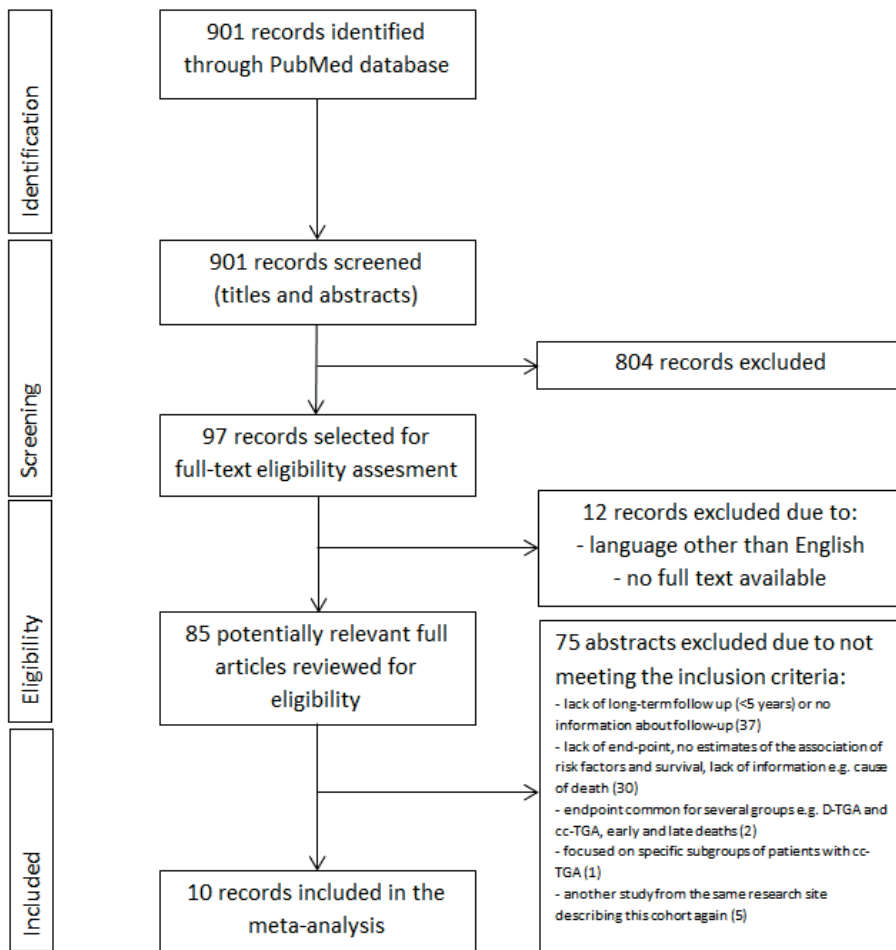 Identification
901 records identified
through PubMed database
Screening
901 records screened
(titles and abstracts)
804 records excluded
97 records selected for
full-text eligibility assesment
Eligibility
12 records excluded due to:
- language other than English
- no full text available
85 potentially relevant full
articles reviewed for
eligibility
75 abstracts excluded due to not
meeting the inclusion criteria:
- lack of long-term follow up (<5 years) or no
information about follow-up (37)
- lack of end-point, no estimates of the association of
risk factors and survival, lack of information e.g. cause
of death (30)
- endpoint common for several groups e.g. D-TGA and
cc-TGA, early and late deaths (2)
- focused on specific subgroups of patients with cc-
TGA (1)
- another study from the same research site
describing this cohort again (5)
Included
10 records included in the
meta-analysis